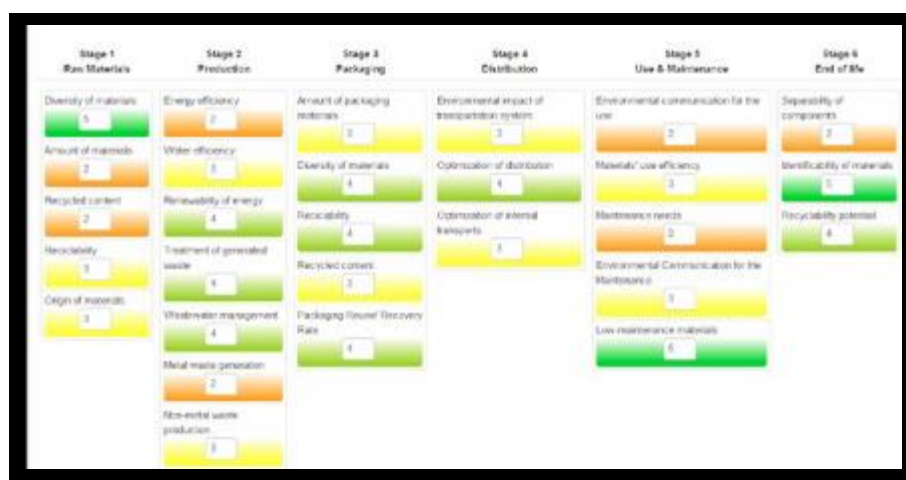 Stage 1
Raw Materials
Diversity of materials
5
Amount of materials
2
Recycled content
2
Recyclability
3
Origin of materials
3
Stage 2
Production
Energy efficiency
2
Water efficiency
3
Renewability of energy
4
Treatment of generated
waste
4
Wastewater management
4
Metal waste generation
2
Non-metal waste
production
3
Stage 3
Packaging
Amount of packaging
materials
3
Diversity of materials
4
Recyclability
4
Recycled content
3
Packaging Reuse/ Recovery
Rate
4
Stage 4
Distribution
Environmental impact of
transportation system
3
Optimization of distribution
4
Optimization of internal
transports
3
Stage 5
Use & Maintenance
Environmental communication for the
use
2
Materials' use efficiency
3
Maintenance needs
2
Environmental Communication for the
Maintenance
3
Low maintenance materials
5
Stage 6
End of life
Separability of
components
2
Identificability of materials
5
Recyclability potential
4